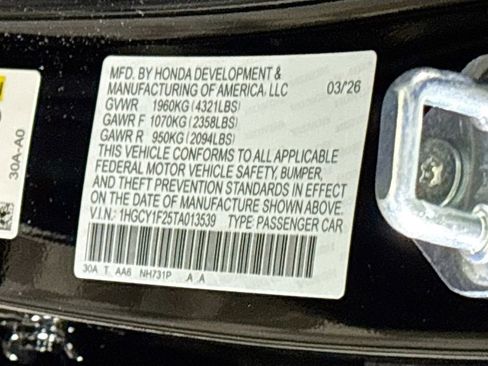 MFD. BY HONDA DEVELOPMENT &
MANUFACTURING OF AMERICA, LLC 03/26
GVWR 1960KG (4321LBS)
GAWR F 1070KG (2358LBS)
GAWR R 950KG (2094LBS)
THIS VEHICLE CONFORMS TO ALL APPLICABLE
FEDERAL MOTOR VEHICLE SAFETY, BUMPER,
AND THEFT PREVENTION STANDARDS IN EFFECT
ON THE DATE OF MANUFACTURE SHOWN ABOVE.
V.I.N.: 1HGCY1F25TA013539 TYPE: PASSENGER CAR
30A T AA6 NH731P A A
30A-A0